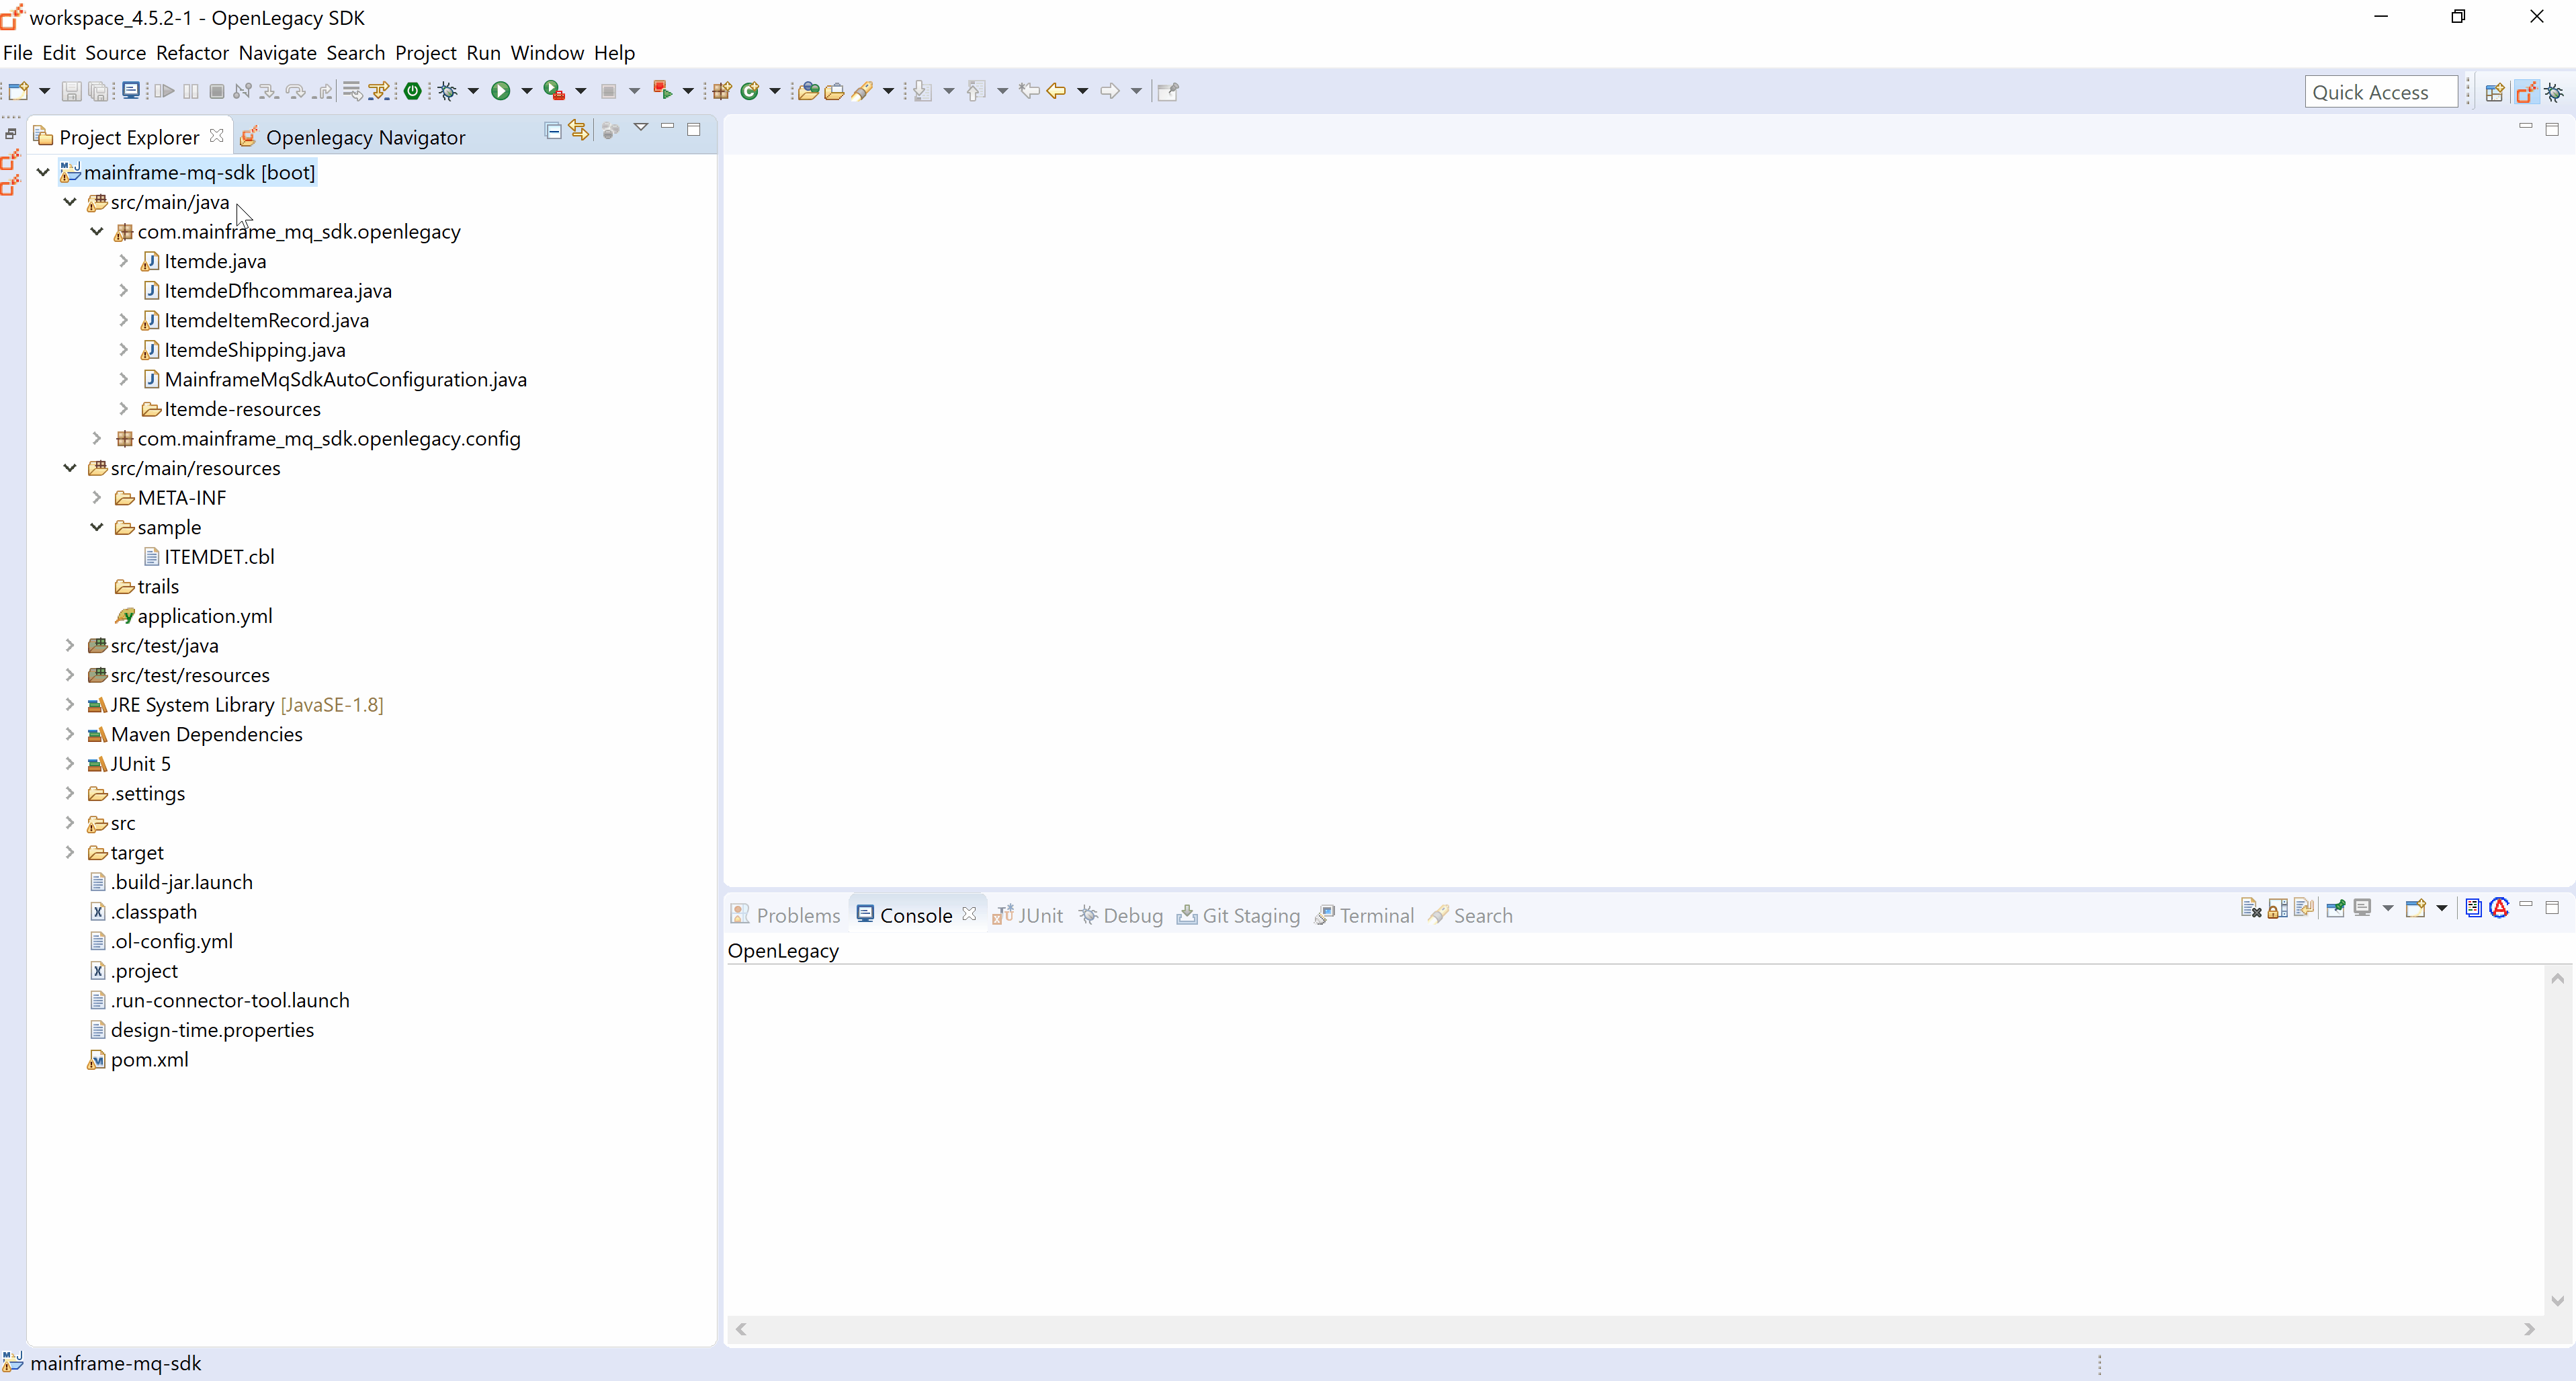 workspace_4.5.2-1 - OpenLegacy SDK
File Edit Source Refactor Navigate Search Project Run Window Help
Quick Access
Project Explorer
Openlegacy Navigator
mainframe-mq-sdk [boot]
src/main/java
com.mainframe_mq_sdk.openlegacy
Itemde.java
ItemdeDfhcommarea.java
ItemdeItemRecord.java
ItemdeShipping.java
MainframeMqSdkAutoConfiguration.java
Itemde-resources
com.mainframe_mq_sdk.openlegacy.config
src/main/resources
META-INF
sample
ITEMDET.cbl
trails
application.yml
src/test/java
src/test/resources
JRE System Library [JavaSE-1.8]
Maven Dependencies
JUnit 5
.settings
src
target
.build-jar.launch
.classpath
.ol-config.yml
.project
.run-connector-tool.launch
design-time.properties
pom.xml
Problems Console JUnit Debug Git Staging Terminal Search
OpenLegacy
mainframe-mq-sdk